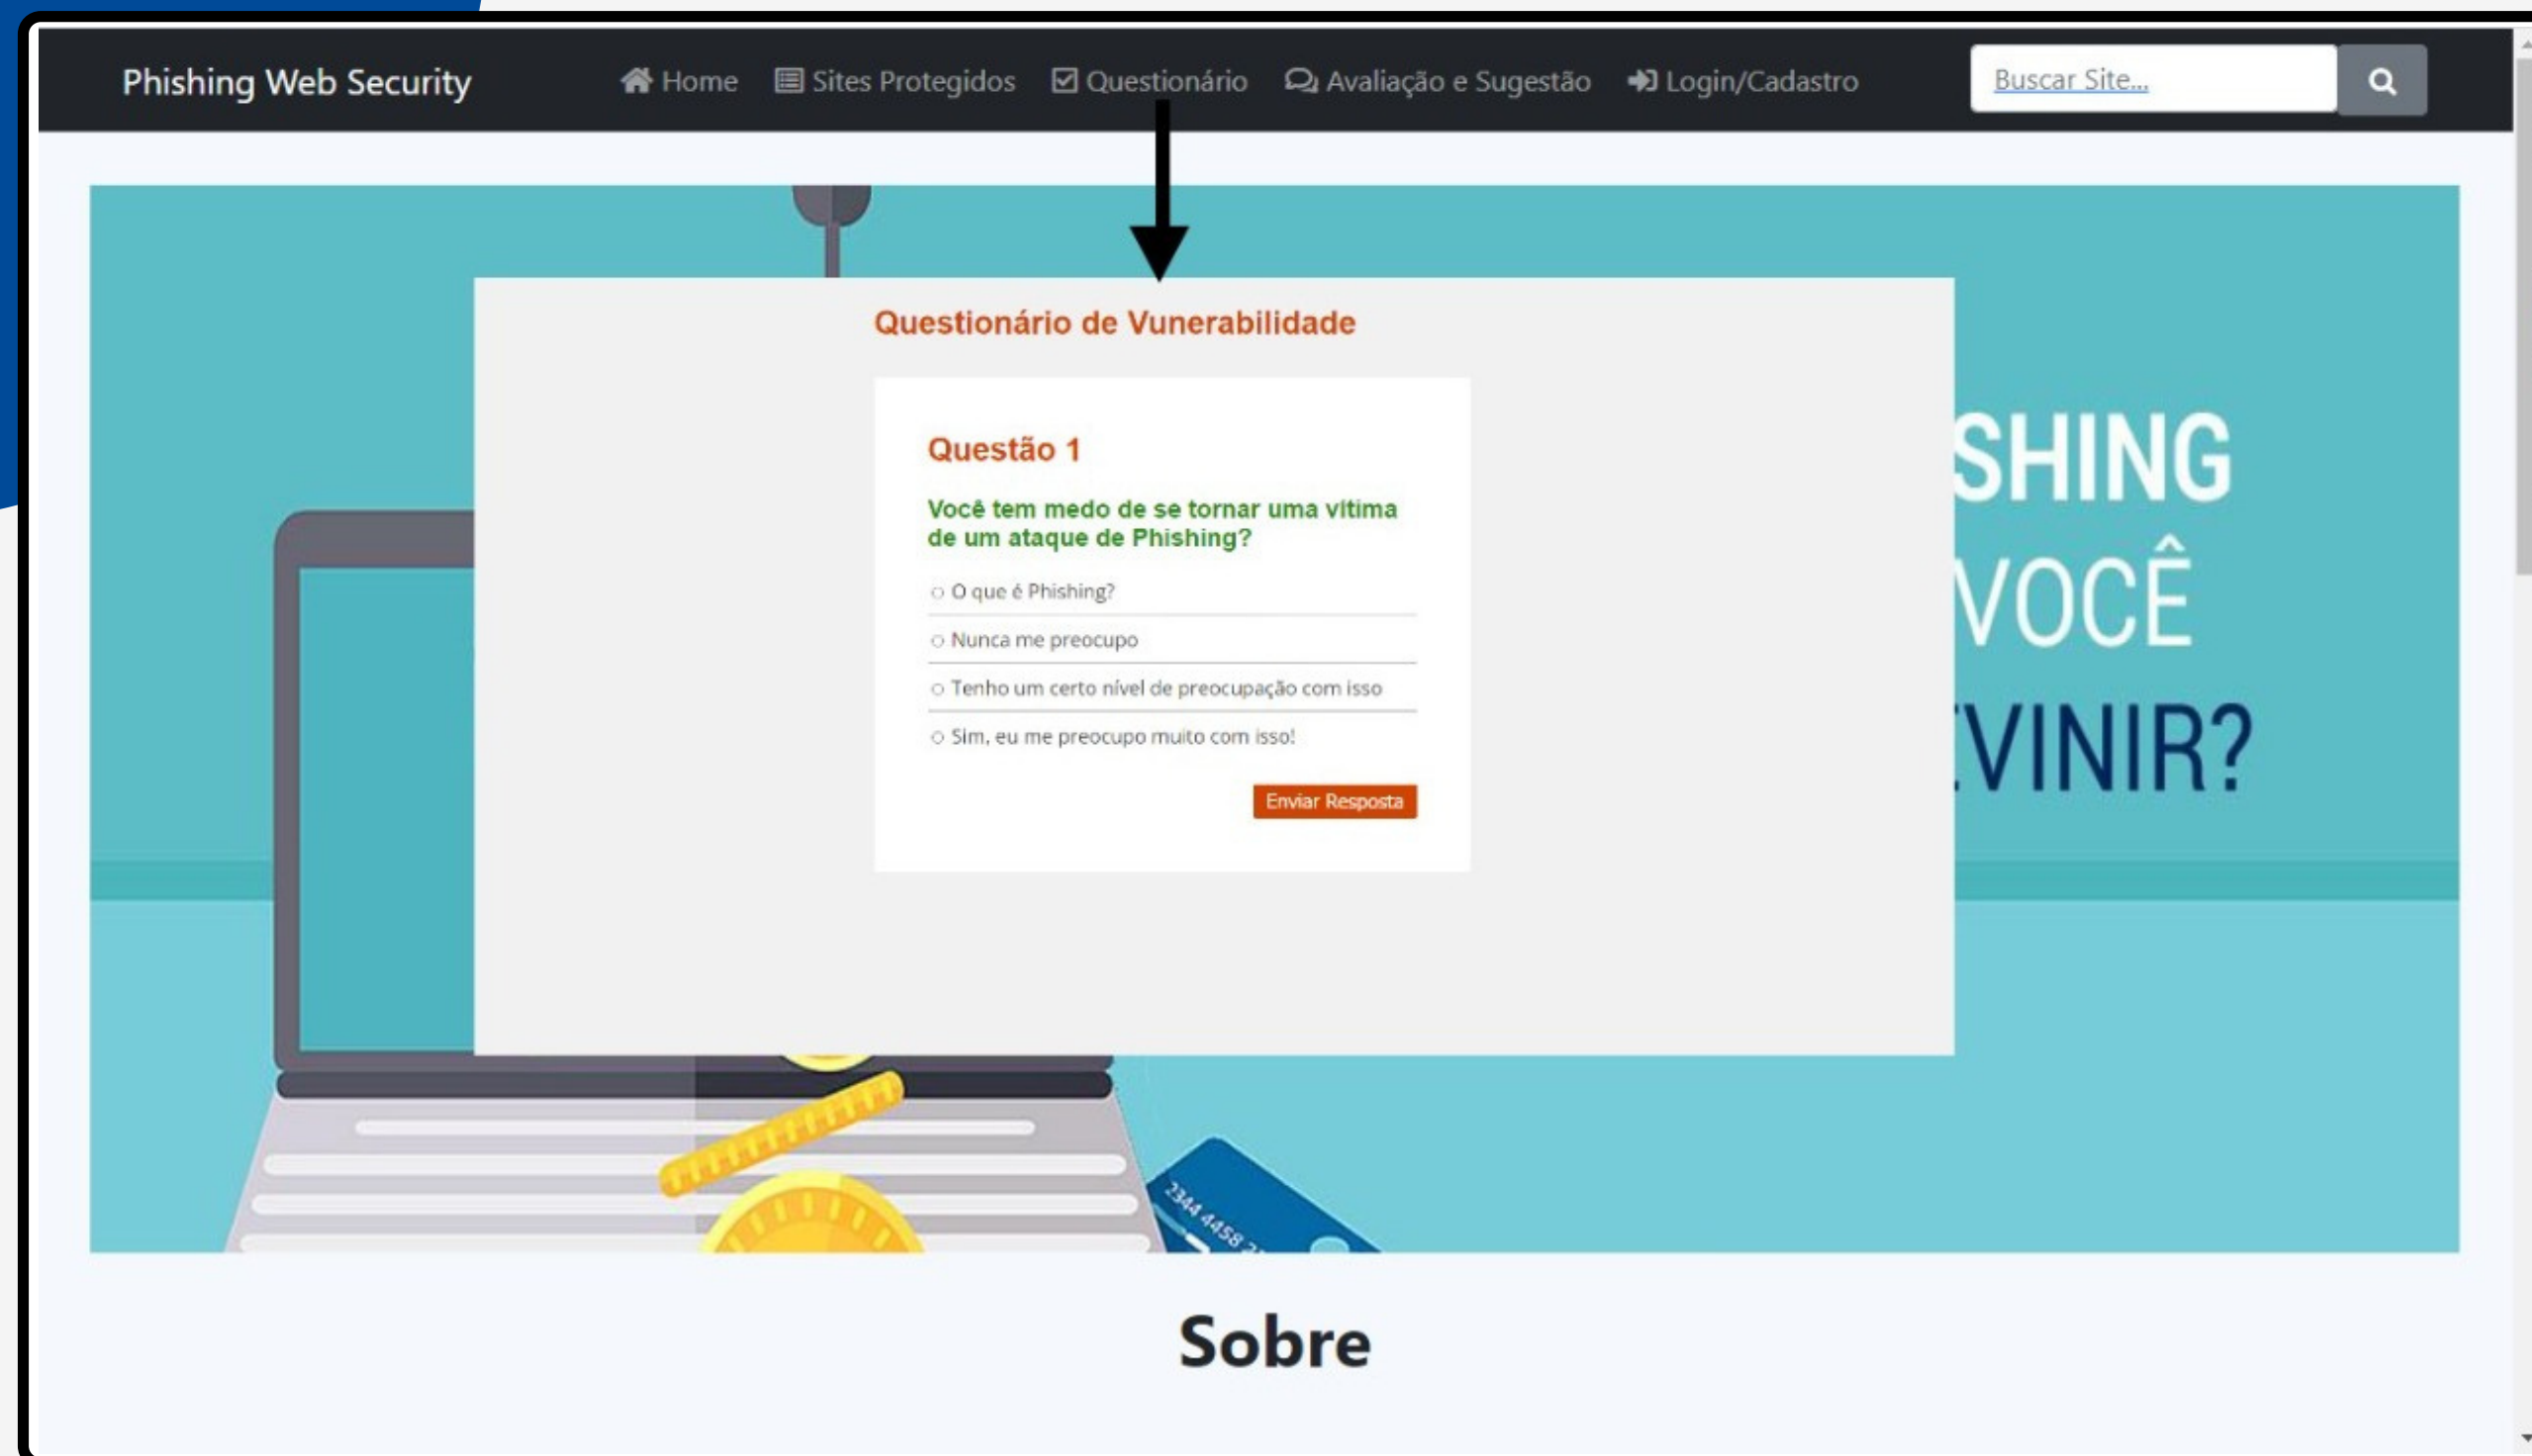 Phishing Web Security
Home
Sites Protegidos
Questionário
Avaliação e Sugestão
Login/Cadastro
Buscar Site...
Questionário de Vunerabilidade
Questão 1
Você tem medo de se tornar uma vítima
de um ataque de Phishing?
O que é Phishing?
Nunca me preocupo
Tenho um certo nível de preocupação com isso
Sim, eu me preocupo muito com isso!
Enviar Resposta
SHING
VOCÊ
VINIR?
2344 4458
Sobre